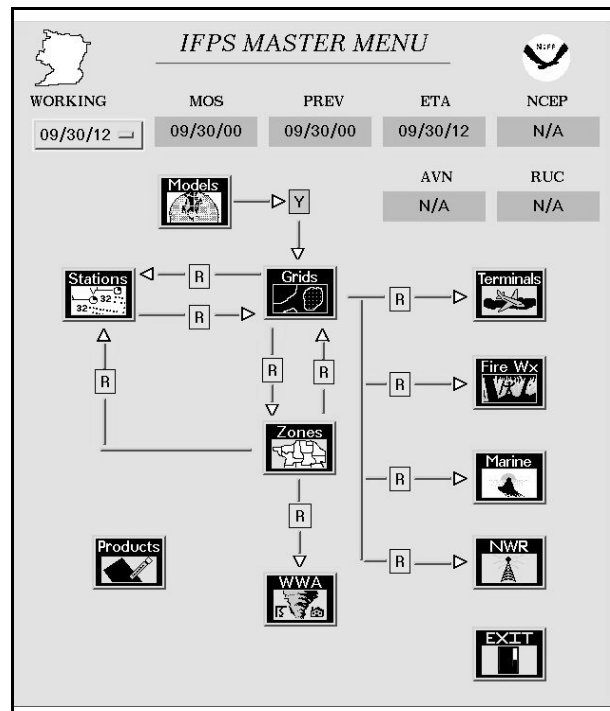 IFPS MASTER MENU
NCEP
WORKING MOS PREV ETA NCEP
09/30/12 09/30/00 09/30/00 09/30/12 N/A
AVN RUC
N/A N/A
Models
Y
Stations
32
32
R
R
Grids
R
Terminals
R
R
R
R
Fire Wx
Zones
R
Marine
R
Products
R
NWR
WWA
EXIT